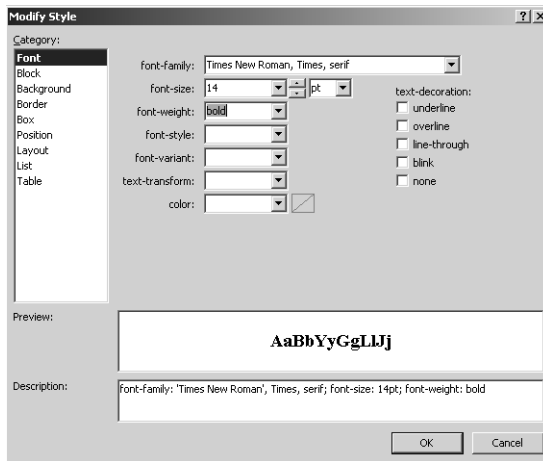 Modify Style
Category:
Font
Block
Background
Border
Box
Position
Layout
List
Table
font-family: Times New Roman, Times, serif
font-size: 14 pt
font-weight: bold
font-style:
font-variant:
text-transform:
color:
text-decoration:
underline
overline
line-through
blink
none
Preview:
AaBbYyGgLlJj
Description:
font-family: 'Times New Roman', Times, serif; font-size: 14pt; font-weight: bold
OK Cancel